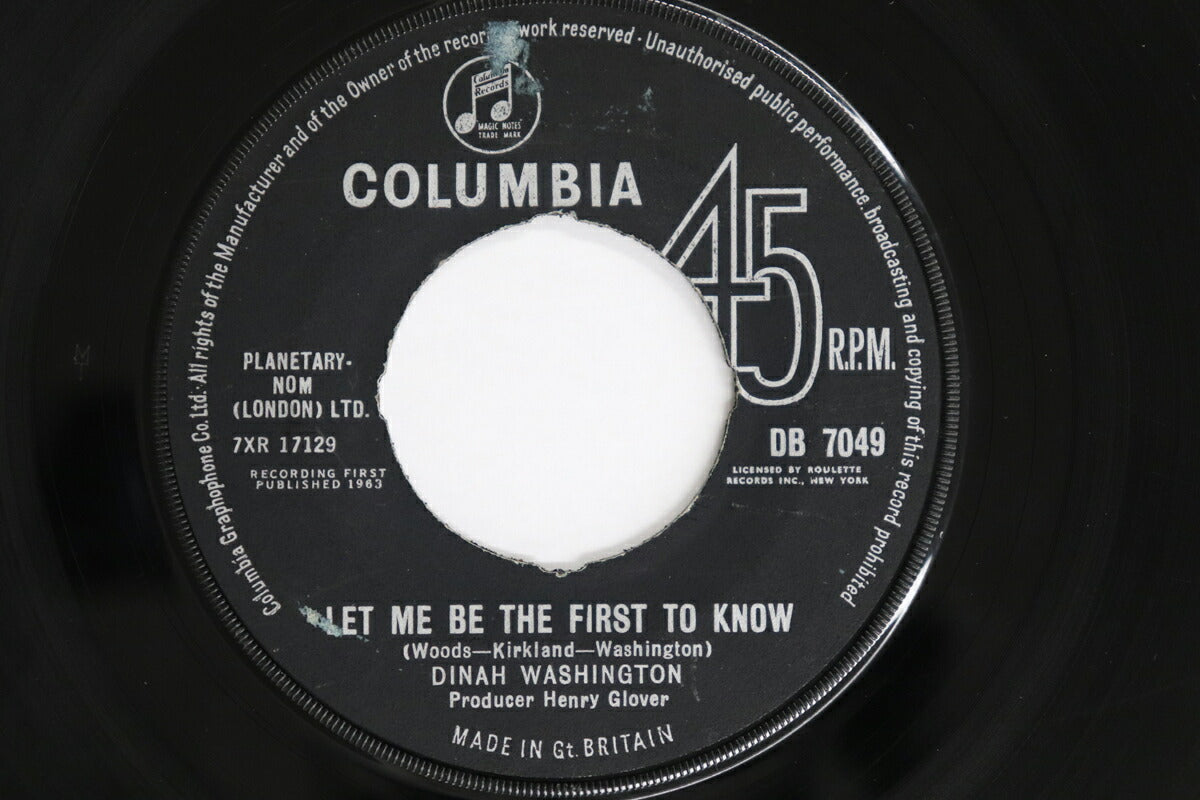 Columbia Graphophone Co. Ltd. · All rights of the Manufacturer and of the Owner of the work reserved · Unauthorised public performance, broadcasting and copying of this record prohibited
Columbia
Records
MAGIC NOTES
TRADE MARK
COLUMBIA
45
R.P.M.
PLANETARY-
NOM
(LONDON) LTD.
7XR 17129
RECORDING FIRST
PUBLISHED 1963
DB 7049
LICENSED BY ROULETTE
RECORDS INC., NEW YORK
LET ME BE THE FIRST TO KNOW
(Woods—Kirkland—Washington)
DINAH WASHINGTON
Producer Henry Glover
MADE IN Gt. BRITAIN